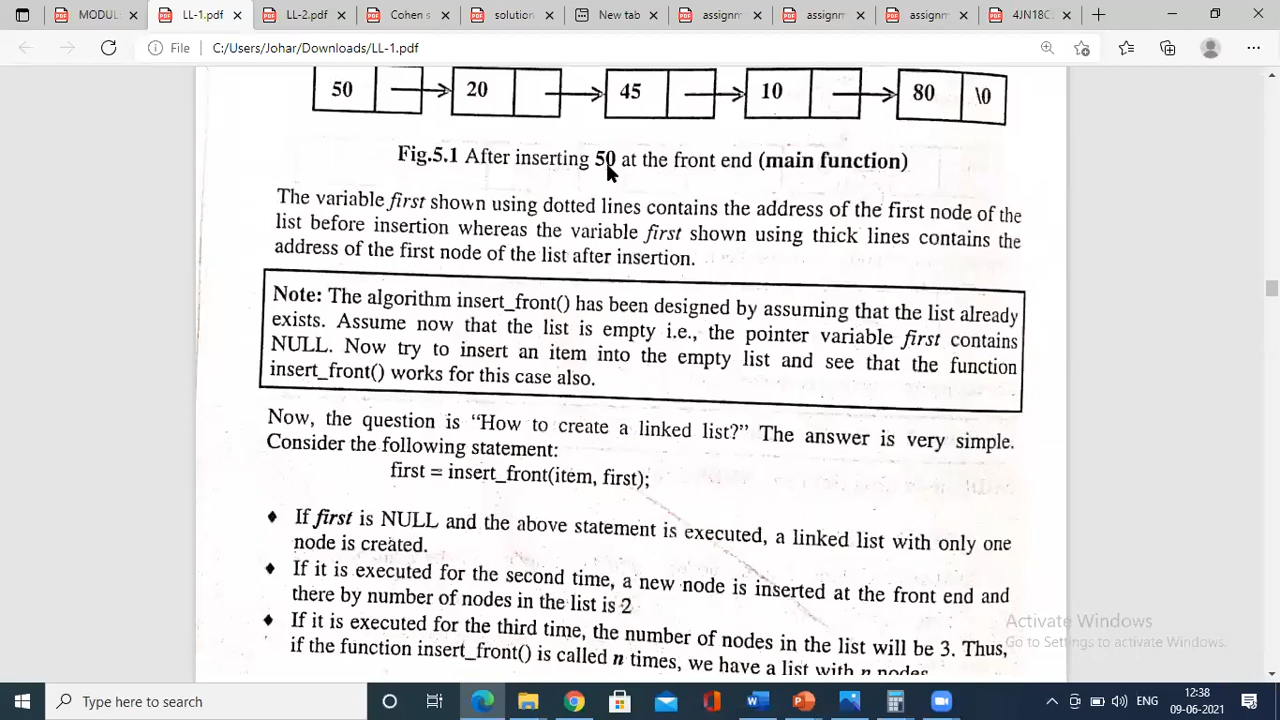 MODUL
LL-1.pdf
LL-2.pdf
Cohen s
solution
New tab
assignm
assignm
assignm
4JN18C
File
C:/Users/Johar/Downloads/LL-1.pdf
50 20 45 10 80 \0
Fig.5.1 After inserting 50 at the front end (main function)
The variable first shown using dotted lines contains the address of the first node of the
list before insertion whereas the variable first shown using thick lines contains the
address of the first node of the list after insertion.
Note: The algorithm insert_front() has been designed by assuming that the list already
exists. Assume now that the list is empty i.e., the pointer variable first contains
NULL. Now try to insert an item into the empty list and see that the function
insert_front() works for this case also.
Now, the question is “How to create a linked list?” The answer is very simple.
Consider the following statement:
first = insert_front(item, first);
♦ If first is NULL and the above statement is executed, a linked list with only one
node is created.
♦ If it is executed for the second time, a new node is inserted at the front end and
there by number of nodes in the list is 2
♦ If it is executed for the third time, the number of nodes in the list will be 3. Thus,
if the function insert_front() is called n times, we have a list with n nodes
Activate Windows
Go to Settings to activate Windows.
Type here to search
ENG
12:38
09-06-2021